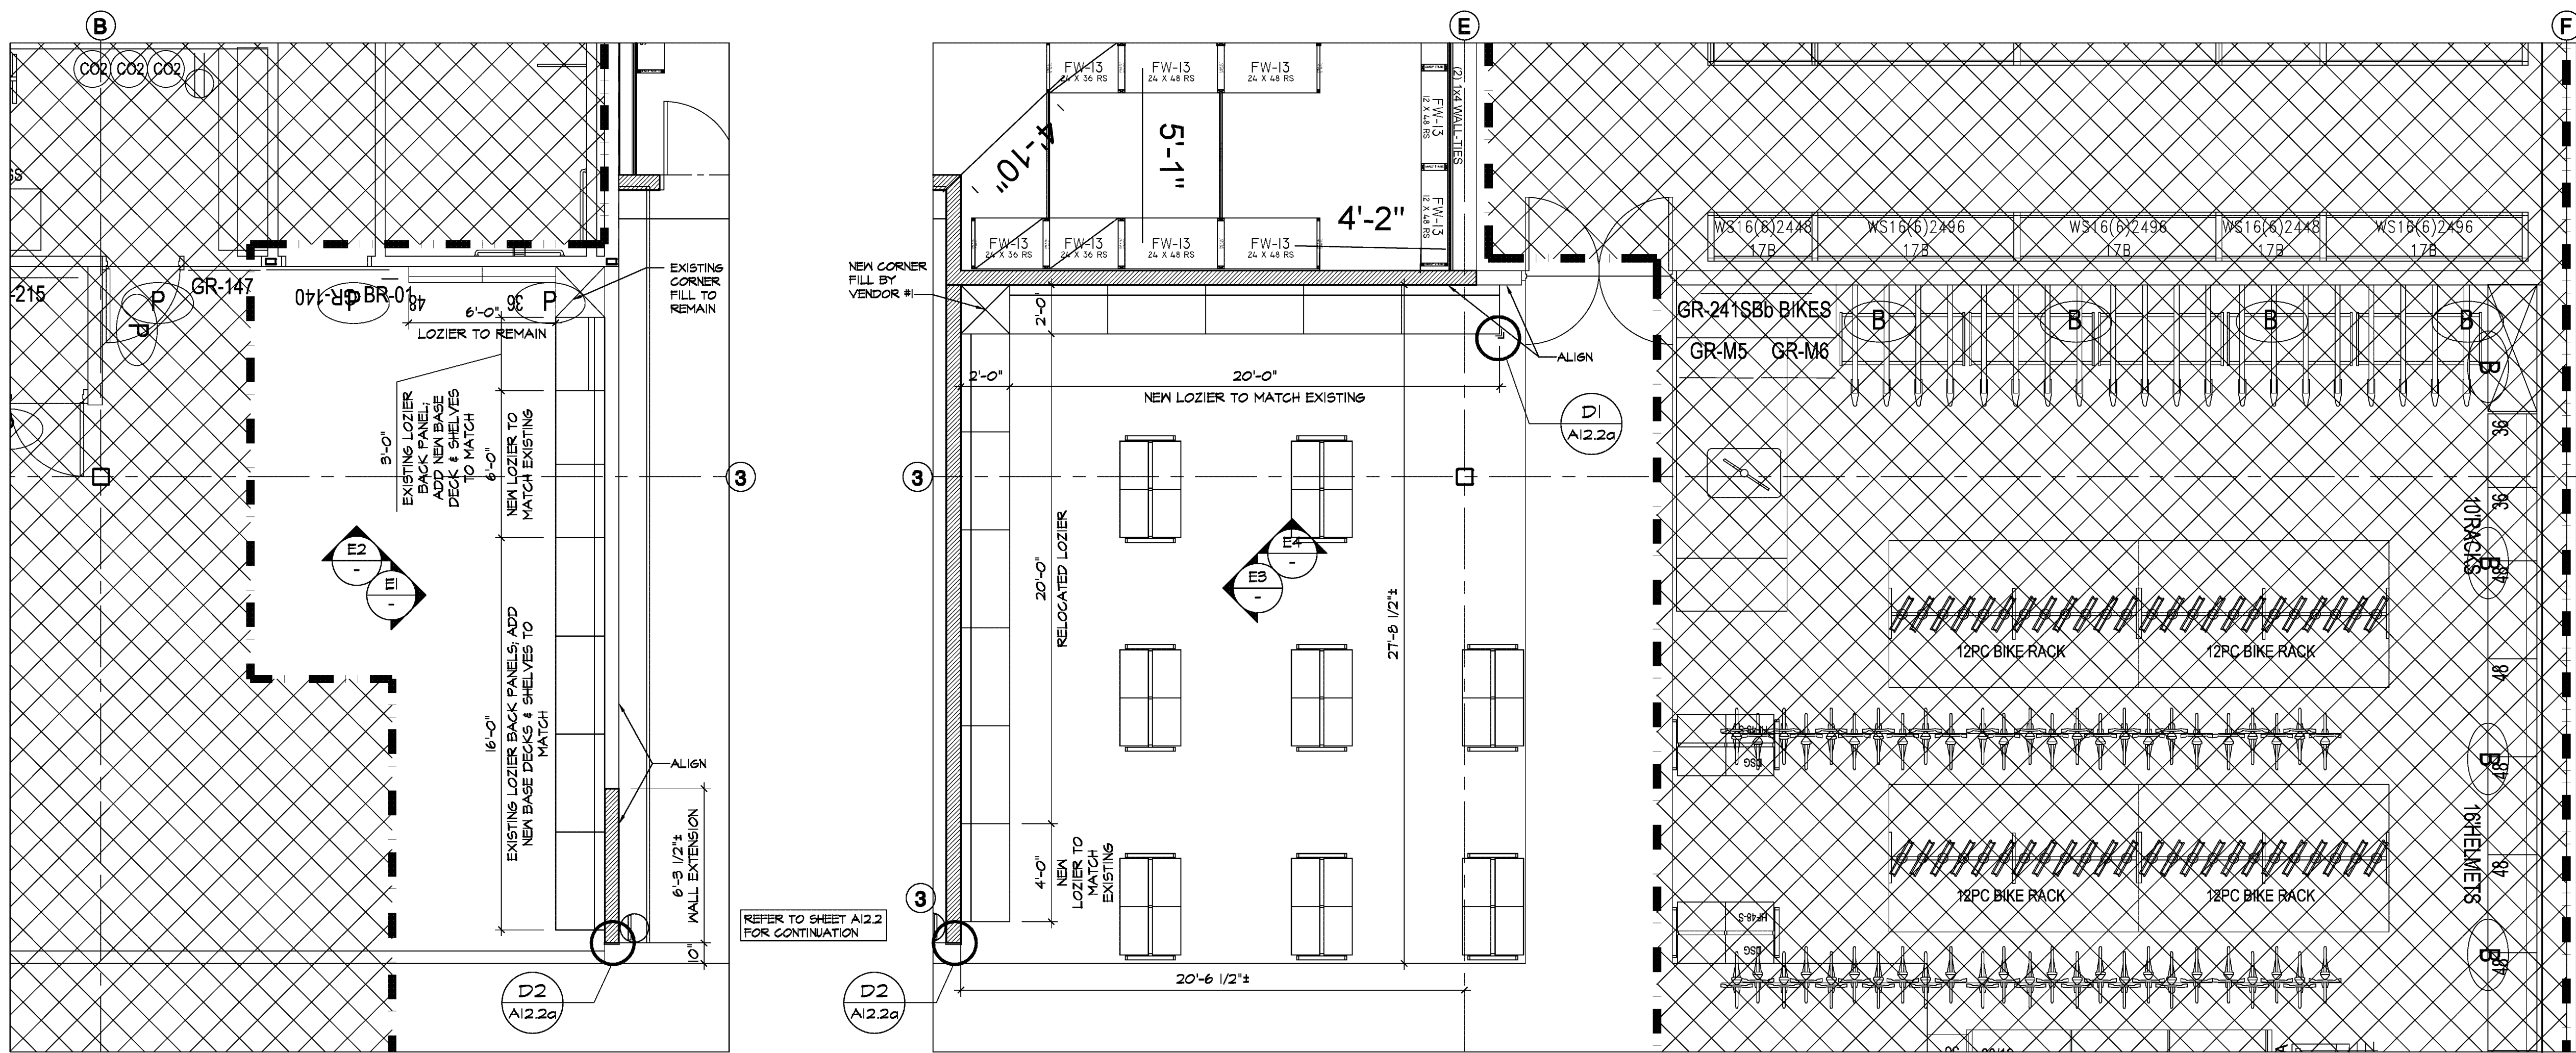 B
CO2 CO2 CO2
-215
P
P
GR-147
GR-140
P
BR-01
48
36
P
6'-0"
LOZIER TO REMAIN
EXISTING
CORNER
FILL TO
REMAIN
3'-0"
EXISTING LOZIER
BACK PANEL;
ADD NEW BASE
DECK & SHELVES
TO MATCH
6'-0"
NEW LOZIER TO
MATCH EXISTING
3
E2
-
E1
-
16'-0"
EXISTING LOZIER BACK PANELS; ADD
NEW BASE DECKS & SHELVES TO
MATCH
ALIGN
6'-3 1/2"±
WALL EXTENSION
10"
D2
A12.2a
REFER TO SHEET A12.2
FOR CONTINUATION
E
FW-13
24 X 36 RS
FW-13
24 X 48 RS
FW-13
24 X 48 RS
4'-10"
5'-1"
4'-2"
FW-13
12 X 48 RS
FW-13
12 X 48 RS
(2) 1x4 WALL-TIES
FW-13
24 X 36 RS
FW-13
24 X 36 RS
FW-13
24 X 48 RS
FW-13
24 X 48 RS
NEW CORNER
FILL BY
VENDOR #1
2'-0"
2'-0"
20'-0"
NEW LOZIER TO MATCH EXISTING
ALIGN
D1
A12.2a
3
20'-0"
RELOCATED LOZIER
E4
-
E3
-
27'-8 1/2"±
4'-0"
NEW
LOZIER TO
MATCH
EXISTING
3
D2
A12.2a
20'-6 1/2"±
F
WS16(6)2448
17B
WS16(6)2496
17B
WS16(6)2496
17B
WS16(6)2448
17B
WS16(6)2496
17B
GR-241SBb BIKES
GR-M5
GR-M6
B
B
B
B
B
36
36
10'RACKS
B
48
12PC BIKE RACK
12PC BIKE RACK
48
HF48-S
ESG
B
48
16'HELMETS
48
12PC BIKE RACK
12PC BIKE RACK
HF48-S
ESG
B
48